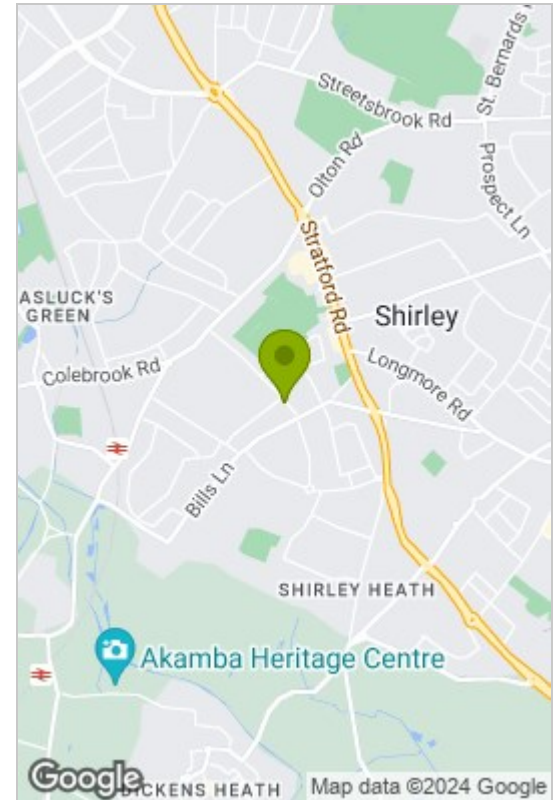 St. Bernards
Streetsbrook Rd
Olton Rd
Prospect Ln
Stratford Rd
ASLUCK'S
GREEN
Shirley
Colebrook Rd
Longmore Rd
Bills Ln
SHIRLEY HEATH
Akamba Heritage Centre
Google
DICKENS HEATH
Map data ©2024 Google